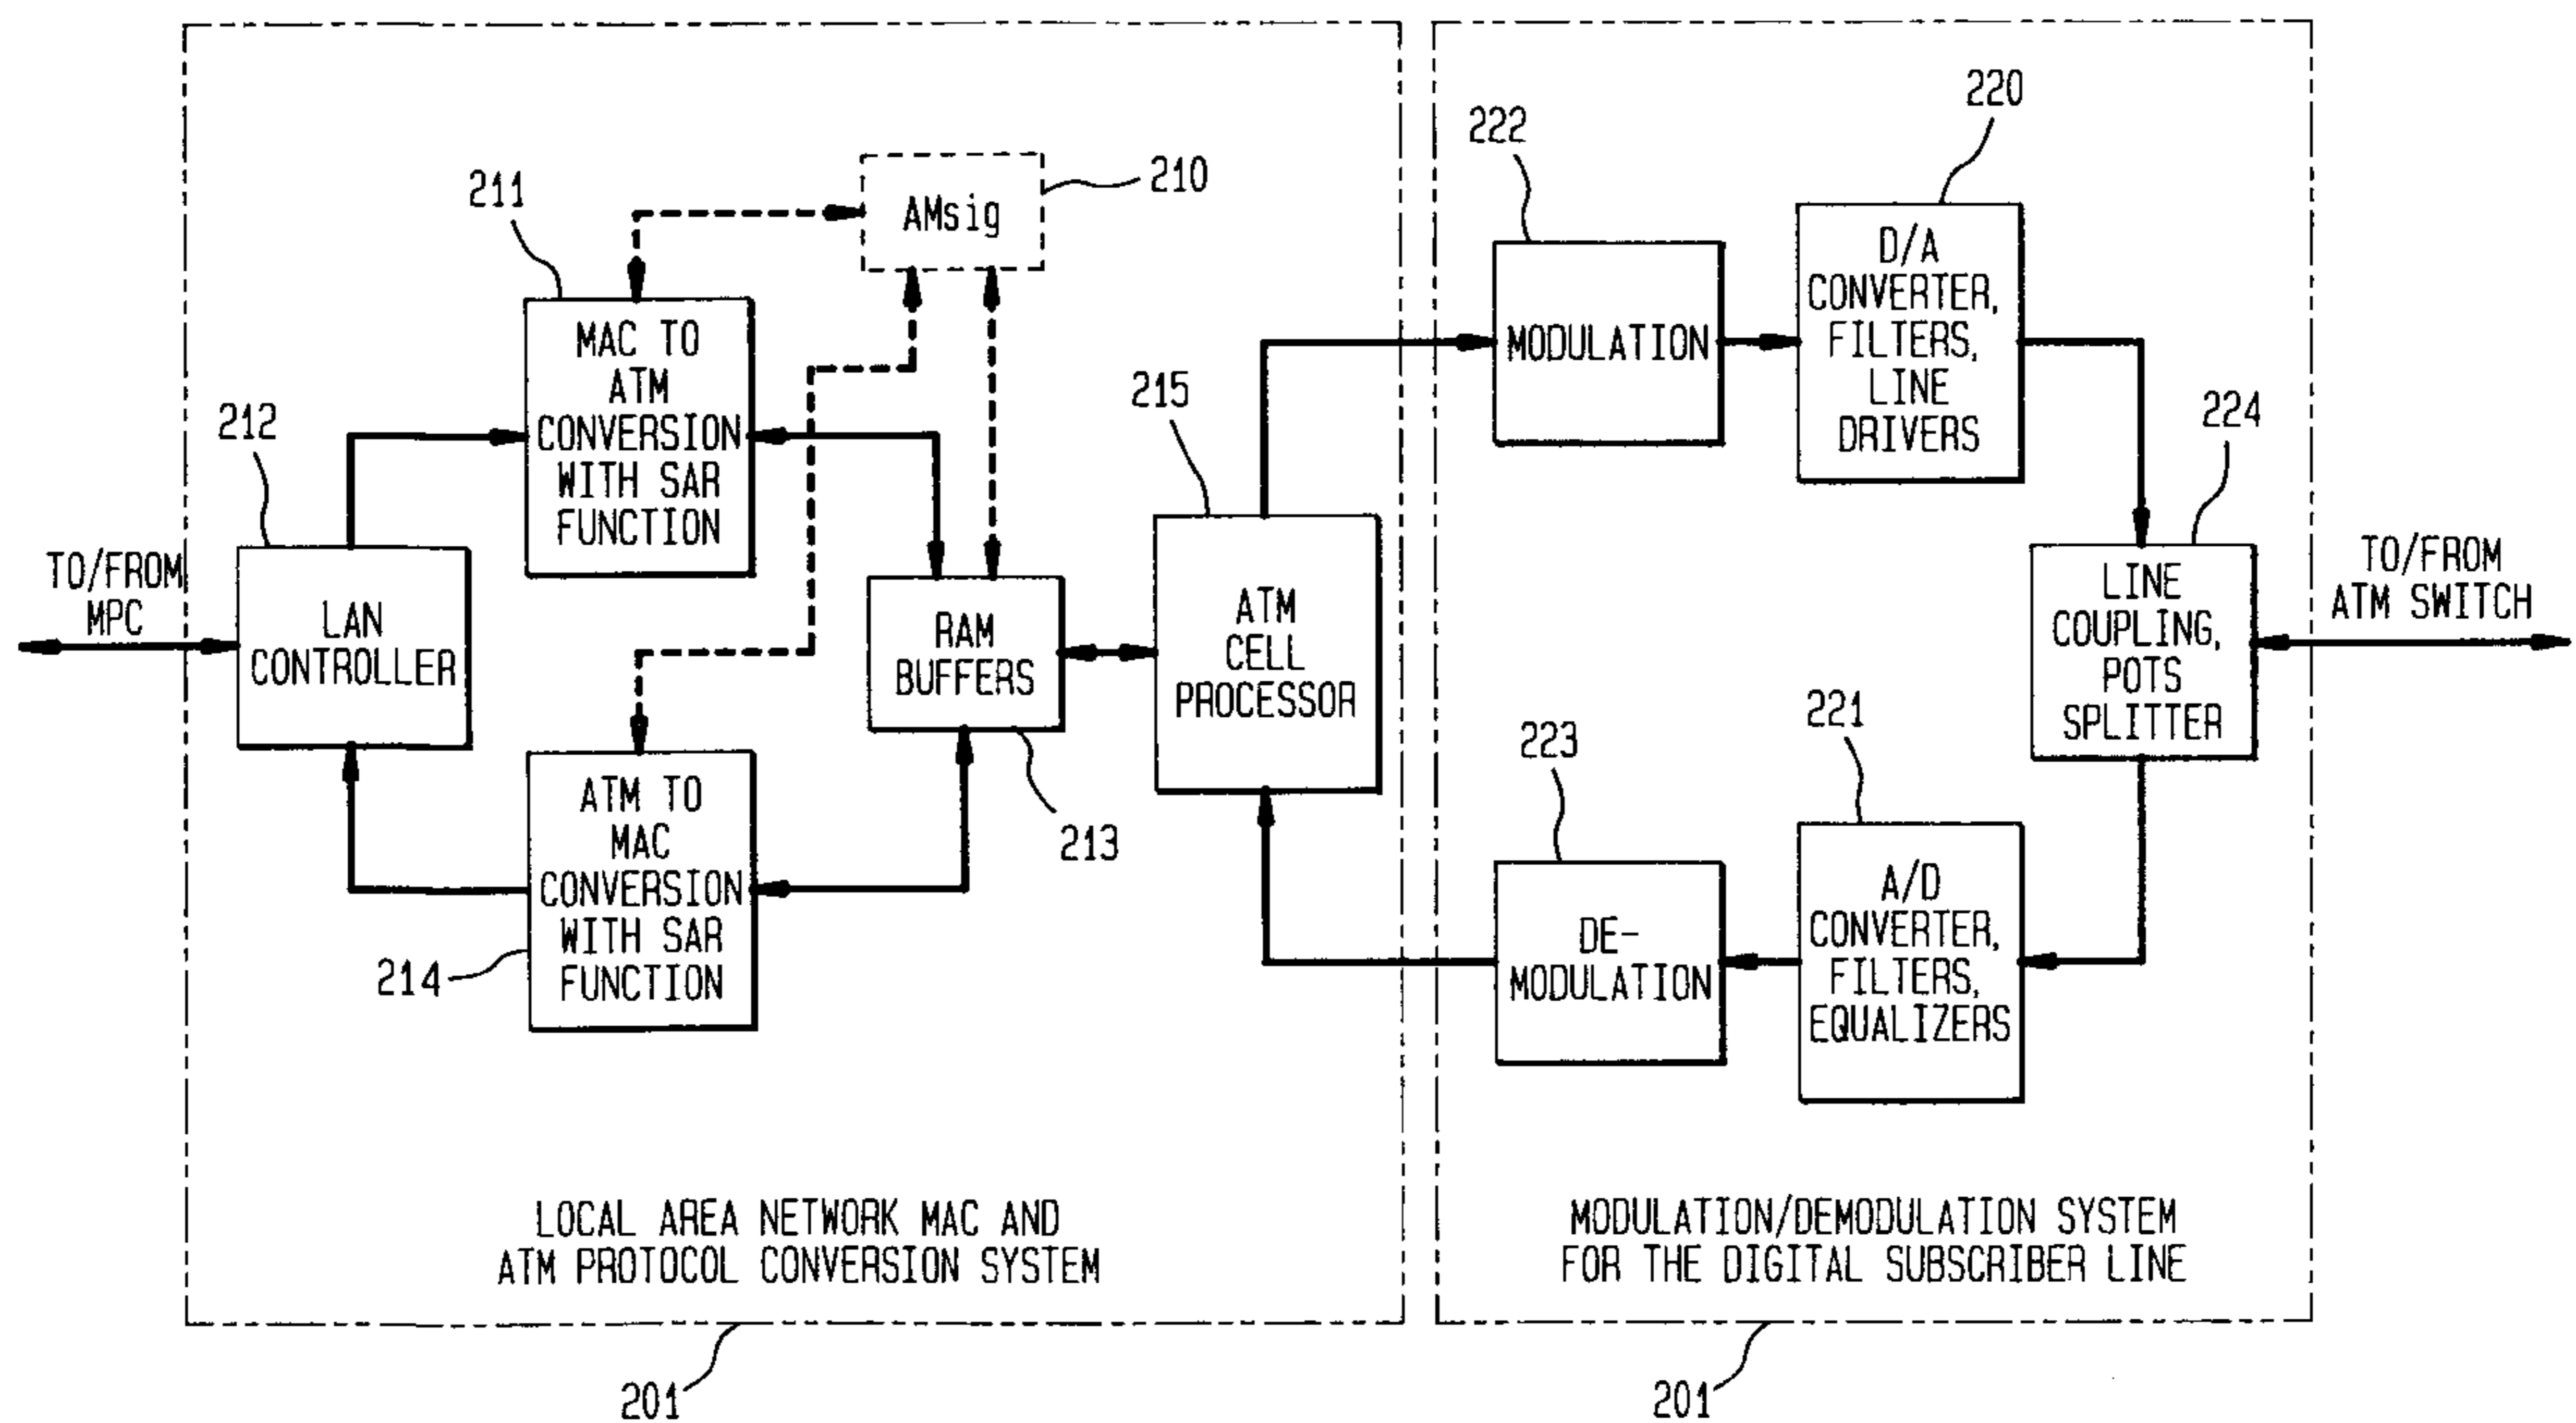 220
222
210
211
AMsig
D/A
CONVERTER,
FILTERS,
LINE
DRIVERS
MODULATION
MAC TO
ATM
CONVERSION
WITH SAR
FUNCTION
215
224
212
TO/FROM
MPC
LAN
CONTROLLER
RAM
BUFFERS
ATM
CELL
PROCESSOR
LINE
COUPLING,
POTS
SPLITTER
TO/FROM
ATM SWITCH
221
223
213
ATM TO
MAC
CONVERSION
WITH SAR
FUNCTION
214
DE-
MODULATION
A/D
CONVERTER,
FILTERS,
EQUALIZERS
LOCAL AREA NETWORK MAC AND
ATM PROTOCOL CONVERSION SYSTEM
MODULATION/DEMODULATION SYSTEM
FOR THE DIGITAL SUBSCRIBER LINE
201
201